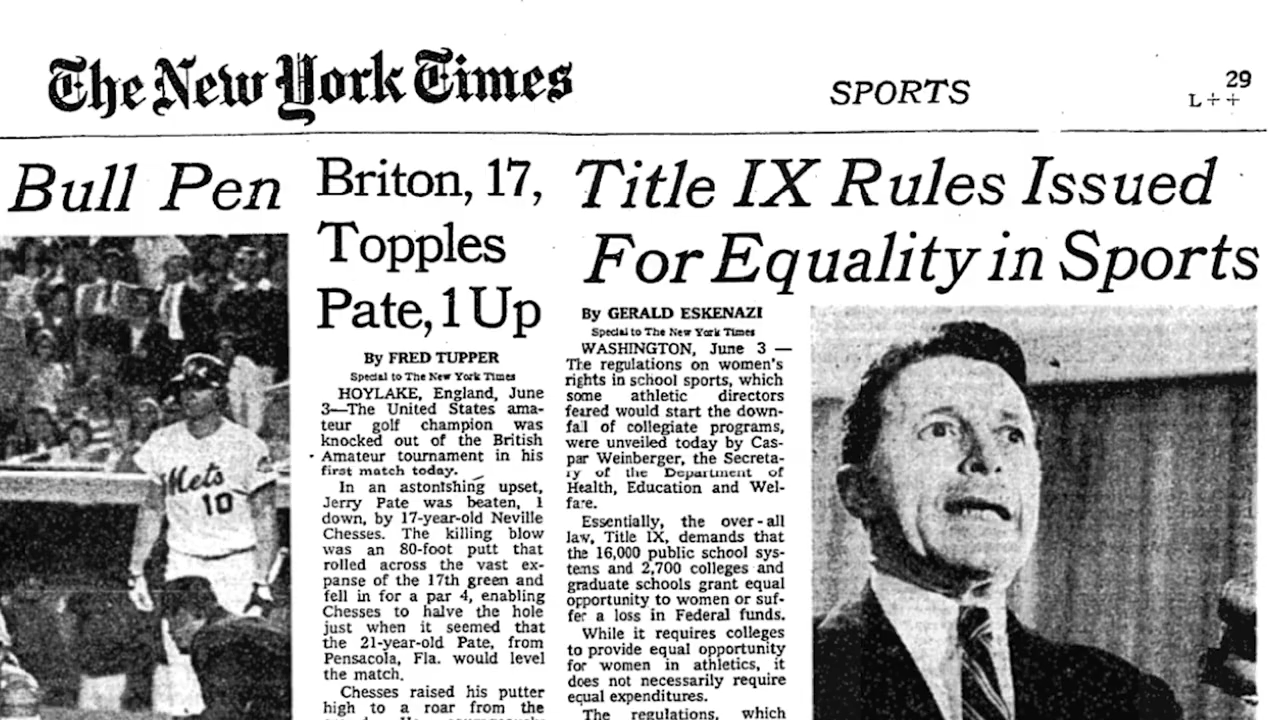 The New York Times
SPORTS
29
L++
Bull Pen
Mets
10
Briton, 17,
Topples
Pate, 1 Up
By FRED TUPPER
Special to The New York Times
HOYLAKE, England, June
3—The United States ama-
teur golf champion was
knocked out of the British
Amateur tournament in his
first match today.
In an astonishing upset,
Jerry Pate was beaten, 1
down, by 17-year-old Neville
Chesses. The killing blow
was an 80-foot putt that
rolled across the vast ex-
panse of the 17th green and
fell in for a par 4, enabling
Chesses to halve the hole
just when it seemed that
the 21-year-old Pate, from
Pensacola, Fla. would level
the match.
Chesses raised his putter
high to a roar from the
Title IX Rules Issued
For Equality in Sports
By GERALD ESKENAZI
Special to The New York Times
WASHINGTON, June 3 —
The regulations on women's
rights in school sports, which
some athletic directors
feared would start the down-
fall of collegiate programs,
were unveiled today by Cas-
par Weinberger, the Secreta-
ry of the Department of
Health, Education and Wel-
fare.
Essentially, the over-all
law, Title IX, demands that
the 16,000 public school sys-
tems and 2,700 colleges and
graduate schools grant equal
opportunity to women or suf-
fer a loss in Federal funds.
While it requires colleges
to provide equal opportunity
for women in athletics, it
does not necessarily require
equal expenditures.
The regulations, which